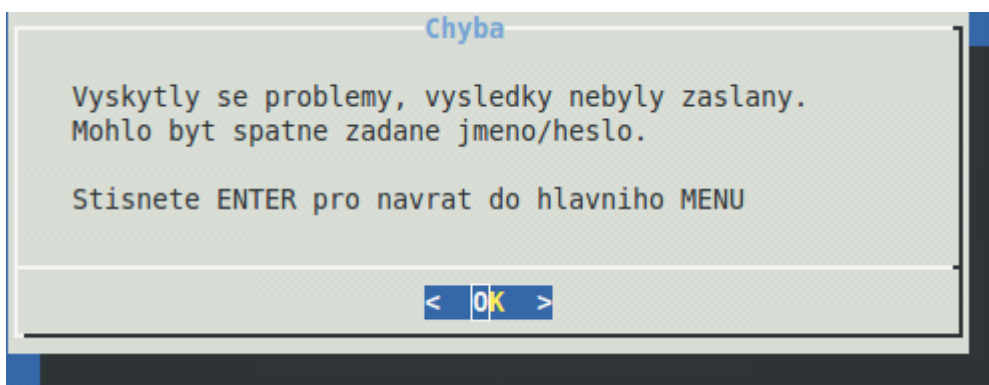 Chyba
Vyskytly se problemy, vysledky nebyly zaslany.
Mohlo byt spatne zadane jmeno/heslo.
Stisnete ENTER pro navrat do hlavniho MENU
< OK >